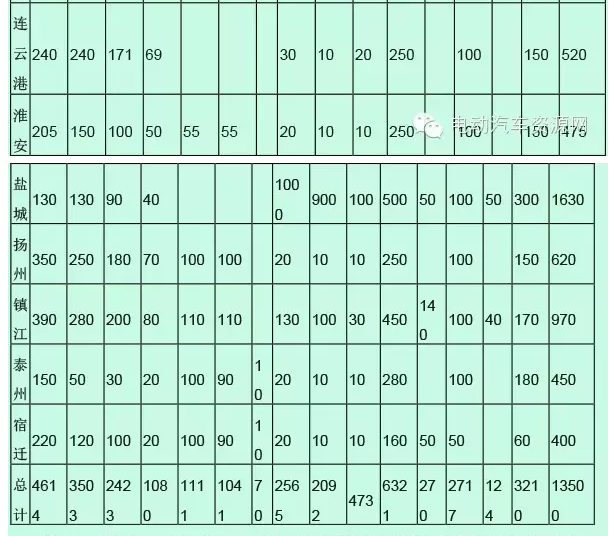 连云港 240 240 171 69 30 10 20 250 100 150 520
淮安 205 150 100 50 55 55 20 10 10 250 100 150 475
电动汽车资源网
盐城 130 130 90 40 1000 900 100 500 50 100 50 300 1630
扬州 350 250 180 70 100 100 20 10 10 250 100 150 620
镇江 390 280 200 80 110 110 130 100 30 450 140 100 40 170 970
泰州 150 50 30 20 100 90 10 20 10 10 280 100 180 450
宿迁 220 120 100 20 100 90 10 20 10 10 160 50 50 60 400
总计 4614 3503 2423 1080 1111 1041 70 2565 2092 473 6321 270 2717 124 3210 13500